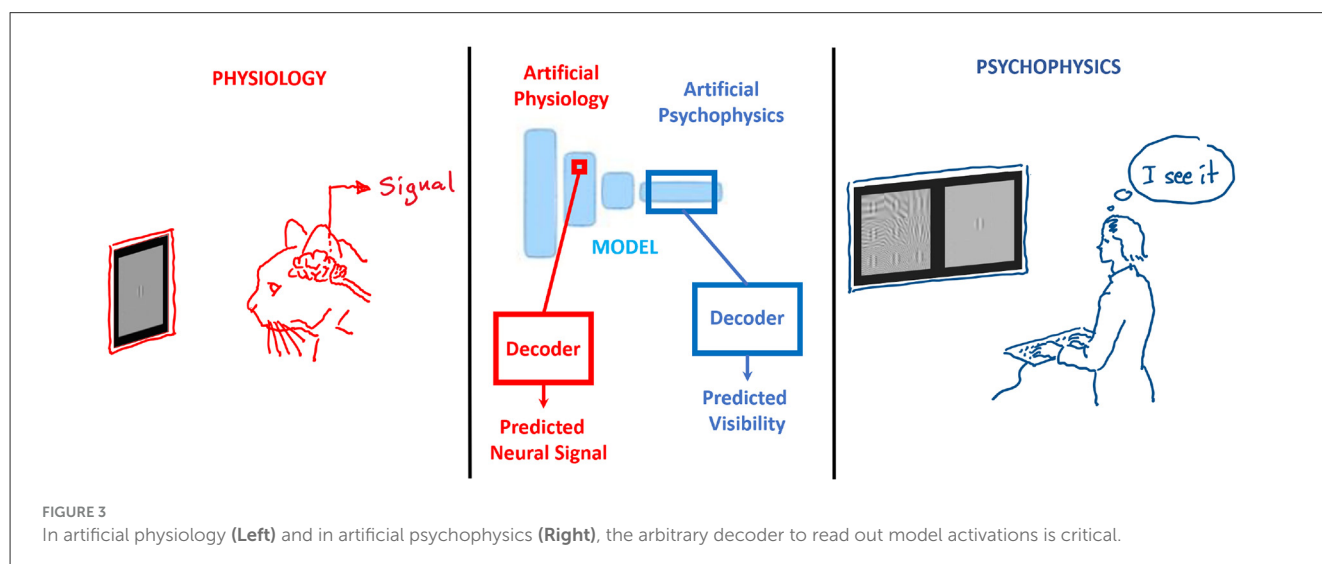 PHYSIOLOGY
Signal
Artificial
Physiology
Artificial
Psychophysics
MODEL
Decoder
Predicted
Neural Signal
Decoder
Predicted
Visibility
PSYCHOPHYSICS
I see it
FIGURE 3
In artificial physiology (Left) and in artificial psychophysics (Right), the arbitrary decoder to read out model activations is critical.